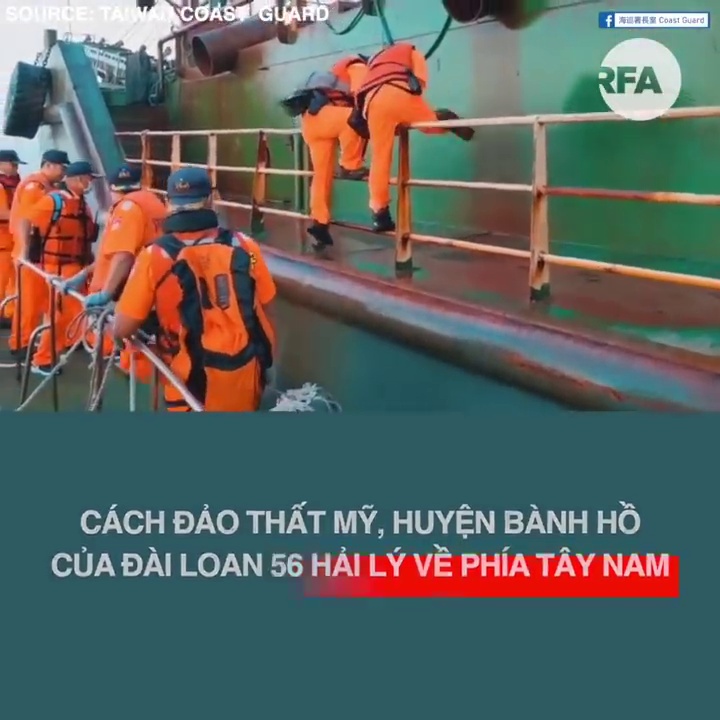 SOURCE: TAIWAN COAST GUARD
海巡署長室 Coast Guard
RFA
CÁCH ĐẢO THẤT MỸ, HUYỆN BÀNH HỒ
CỦA ĐÀI LOAN 56 HẢI LÝ VỀ PHÍA TÂY NAM